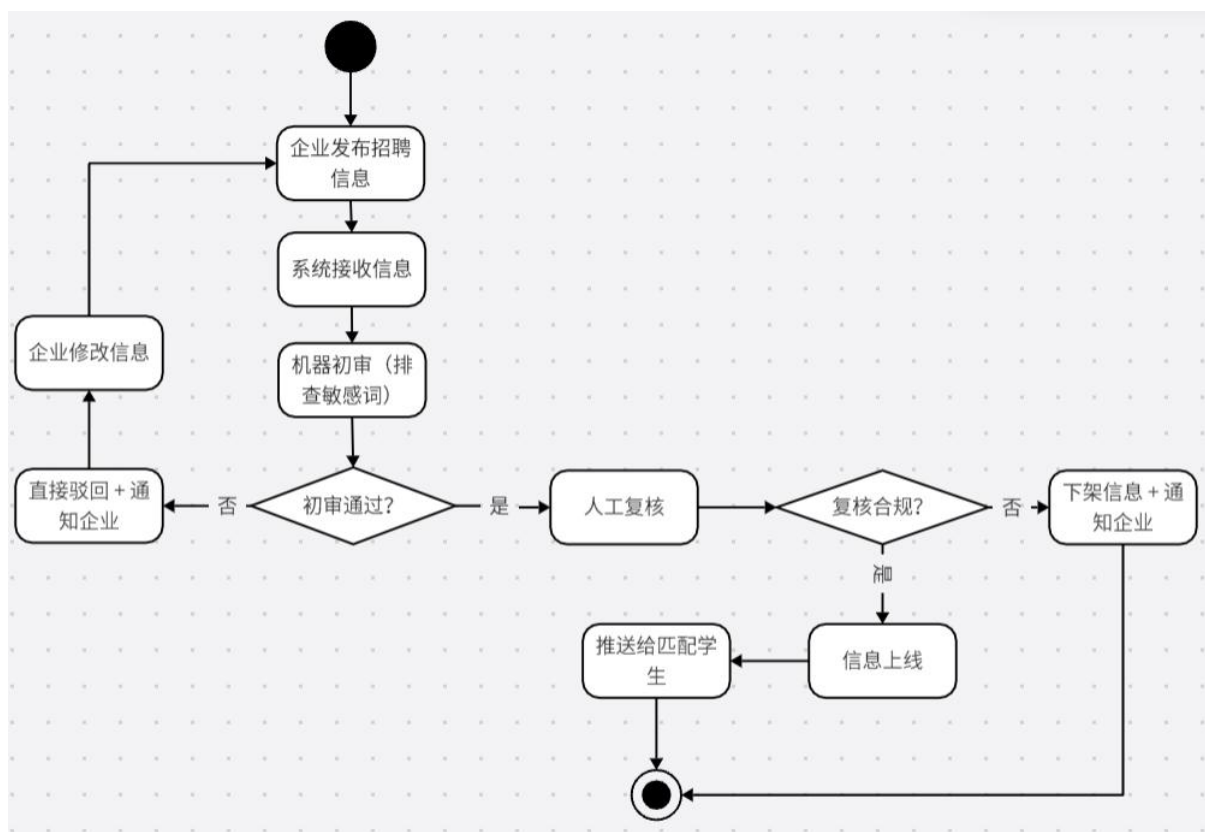 企业发布招聘
信息
系统接收信息
企业修改信息
机器初审（排
查敏感词）
直接驳回 + 通
知企业
否
初审通过?
是
人工复核
复核合规?
否
下架信息 + 通
知企业
是
推送给匹配学
生
信息上线